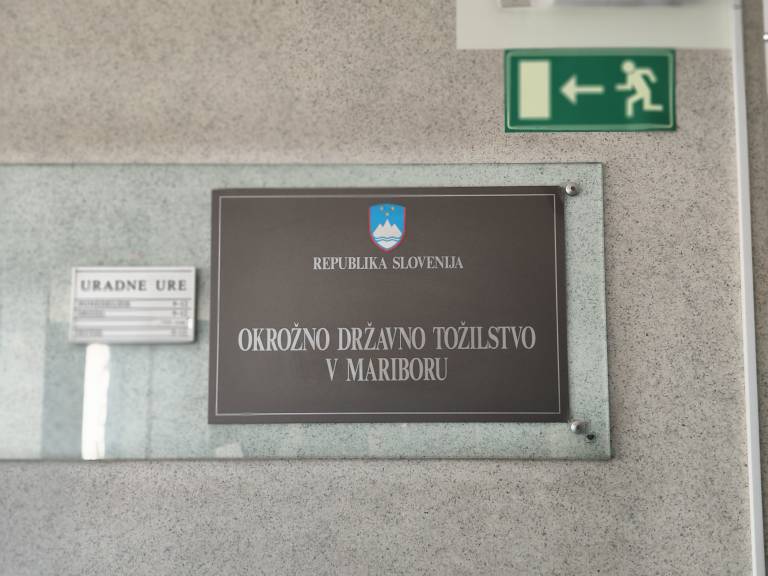 REPUBLIKA SLOVENIJA
OKROŽNO DRŽAVNO TOŽILSTVO
V MARIBORU
URADNE URE